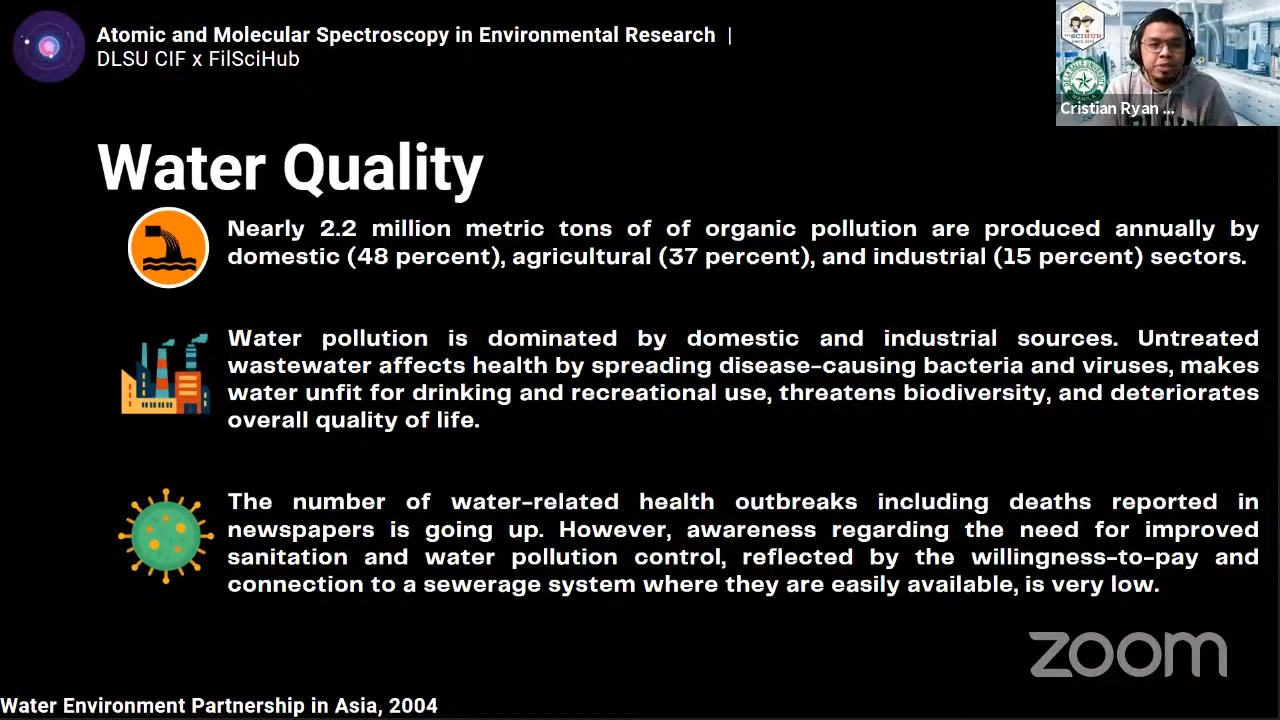 Atomic and Molecular Spectroscopy in Environmental Research |
DLSU CIF x FilSciHub
Cristian Ryan ...
Water Quality
Nearly 2.2 million metric tons of of organic pollution are produced annually by
domestic (48 percent), agricultural (37 percent), and industrial (15 percent) sectors.
Water pollution is dominated by domestic and industrial sources. Untreated
wastewater affects health by spreading disease-causing bacteria and viruses, makes
water unfit for drinking and recreational use, threatens biodiversity, and deteriorates
overall quality of life.
The number of water-related health outbreaks including deaths reported in
newspapers is going up. However, awareness regarding the need for improved
sanitation and water pollution control, reflected by the willingness-to-pay and
connection to a sewerage system where they are easily available, is very low.
zoom
Water Environment Partnership in Asia, 2004